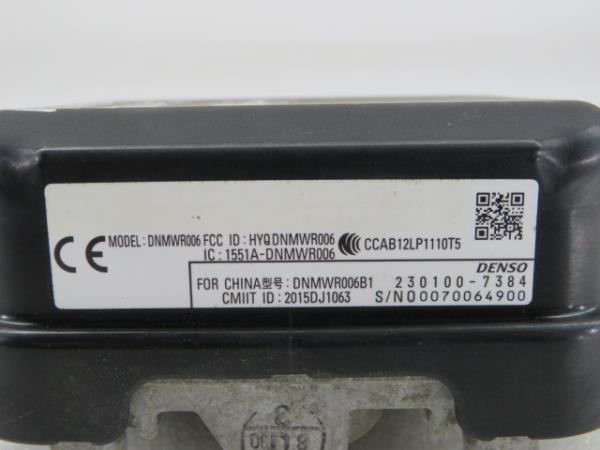 CE MODEL: DNMWR006 FCC ID: HYQDNMWR006 CCAB12LP1110T5
IC: 1551A-DNMWR006
DENSO
FOR CHINA型号: DNMWR006B1 230100-7384
CMIIT ID: 2015DJ1063 S/N00070064900
3